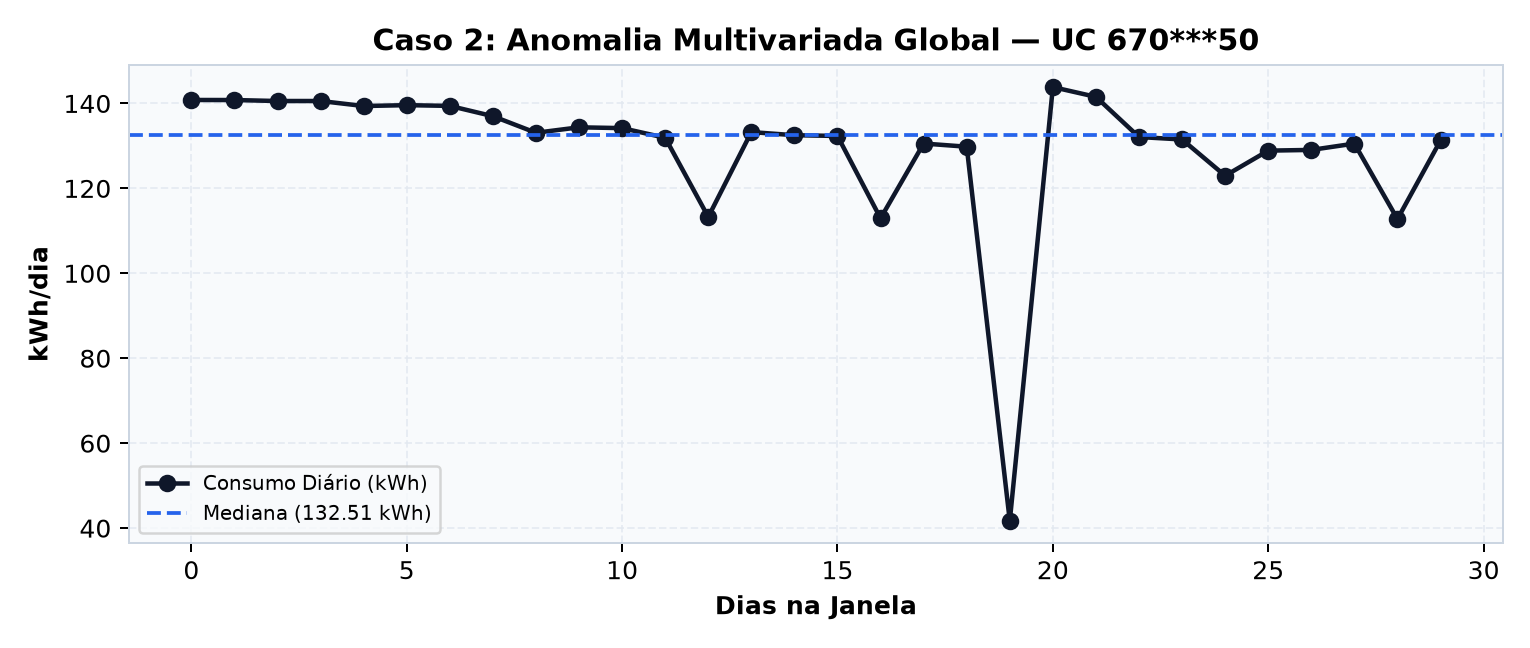 Caso 2: Anomalia Multivariada Global — UC 670***50
kWh/dia
140
120
100
80
60
40
Consumo Diário (kWh)
Mediana (132.51 kWh)
0 5 10 15 20 25 30
Dias na Janela